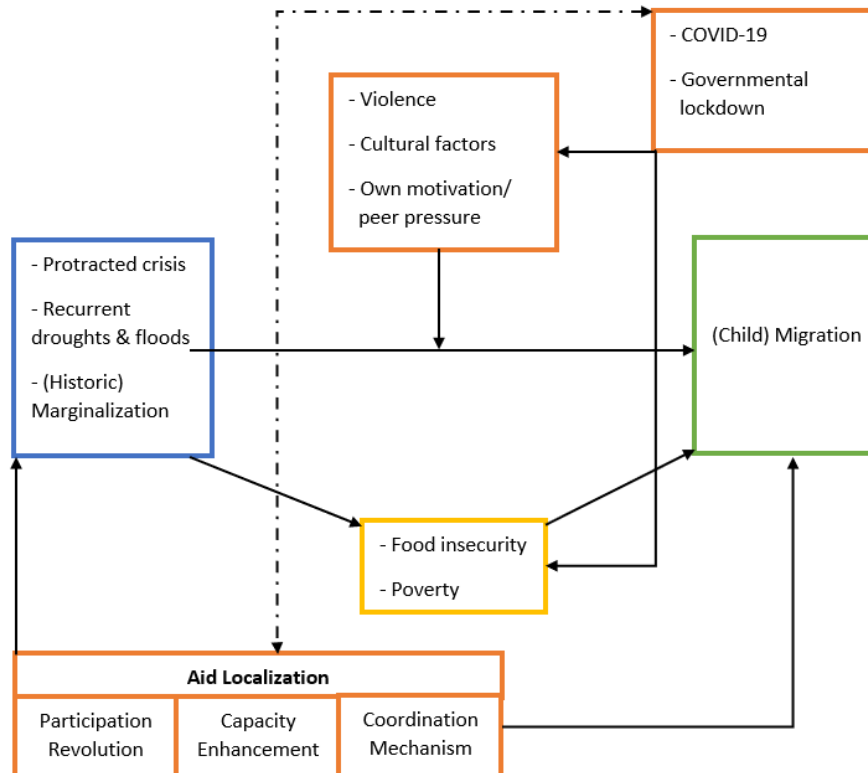 - COVID-19
- Governmental
lockdown
- Violence
- Cultural factors
- Own motivation/
peer pressure
- Protracted crisis
- Recurrent
droughts & floods
- (Historic)
Marginalization
(Child) Migration
- Food insecurity
- Poverty
Aid Localization
Participation
Revolution
Capacity
Enhancement
Coordination
Mechanism